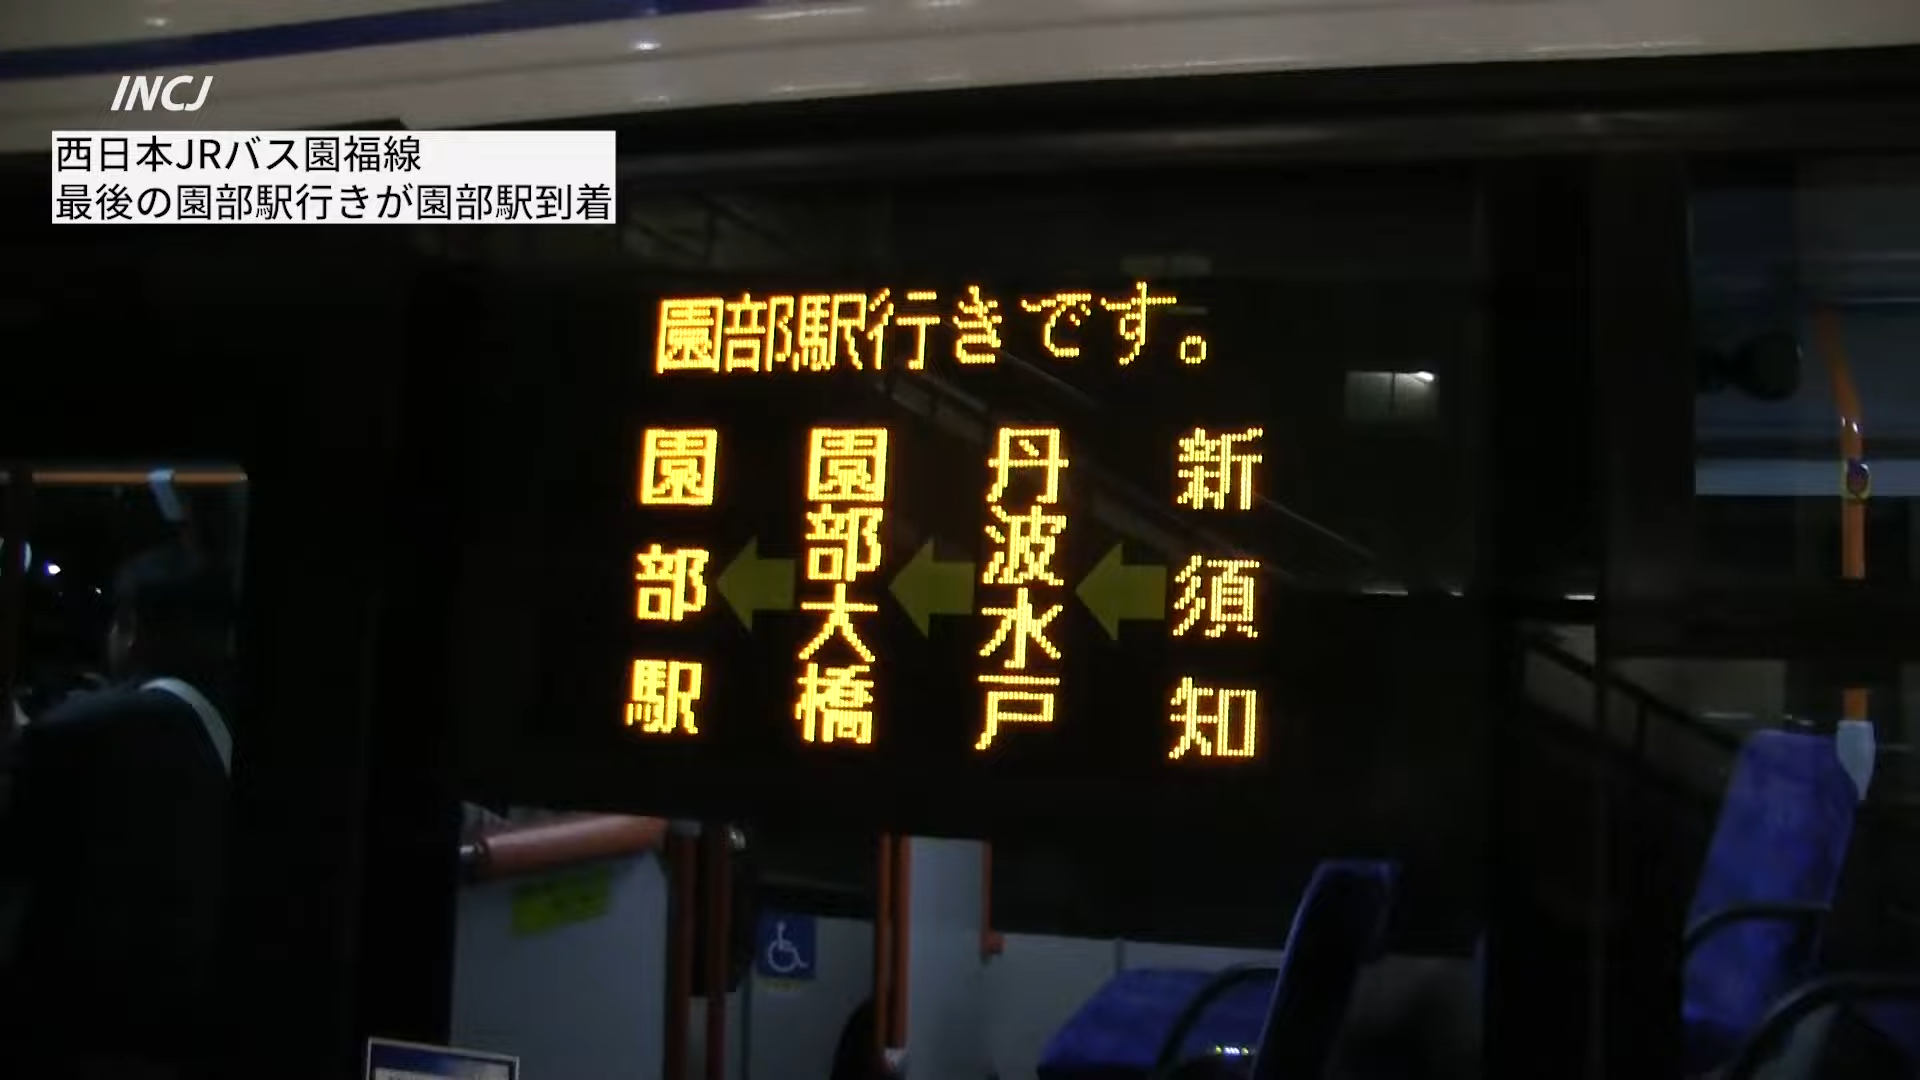 INCJ
西日本JRバス園福線
最後の園部駅行きが園部駅到着
園部駅行きです。
新須知
丹波水戸
園部大橋
園部駅